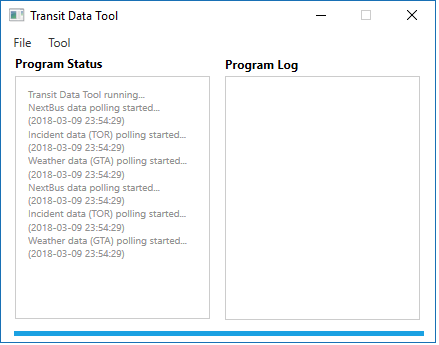 Transit Data Tool
File Tool
Program Status
Transit Data Tool running...
NextBus data polling started...
(2018-03-09 23:54:29)
Incident data (TOR) polling started...
(2018-03-09 23:54:29)
Weather data (GTA) polling started...
(2018-03-09 23:54:29)
NextBus data polling started...
(2018-03-09 23:54:29)
Incident data (TOR) polling started...
(2018-03-09 23:54:29)
Weather data (GTA) polling started...
(2018-03-09 23:54:29)
Program Log